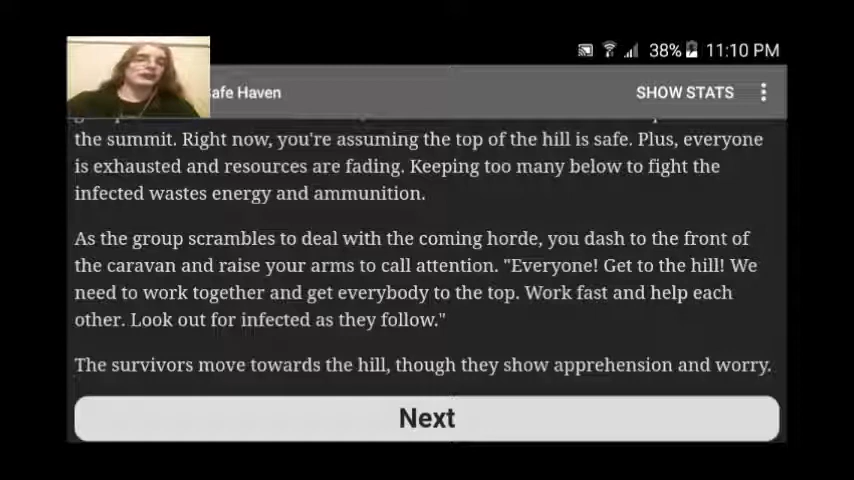 38% 11:10 PM
afe Haven SHOW STATS
the summit. Right now, you're assuming the top of the hill is safe. Plus, everyone
is exhausted and resources are fading. Keeping too many below to fight the
infected wastes energy and ammunition.
As the group scrambles to deal with the coming horde, you dash to the front of
the caravan and raise your arms to call attention. "Everyone! Get to the hill! We
need to work together and get everybody to the top. Work fast and help each
other. Look out for infected as they follow."
The survivors move towards the hill, though they show apprehension and worry.
Next